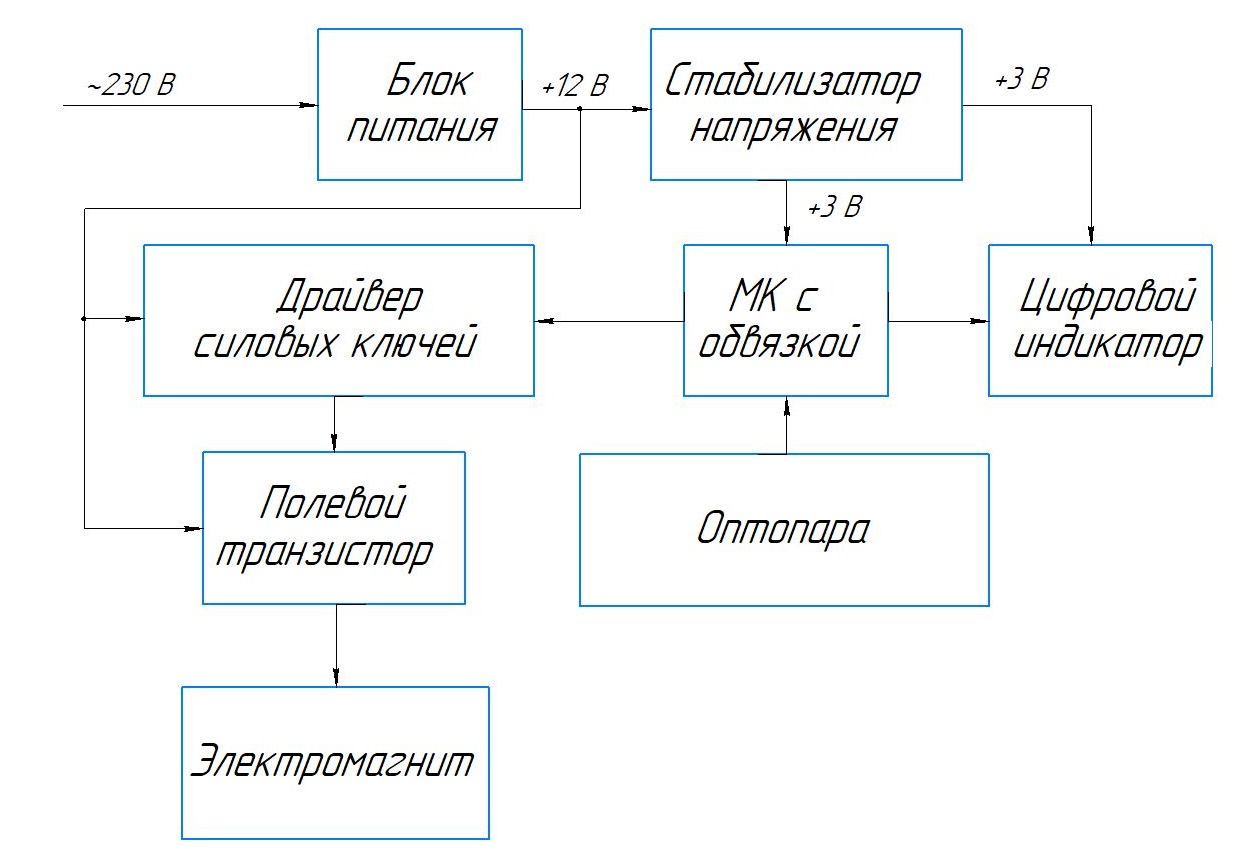 ~230 В
Блок
питания
+12 В
Стабилизатор
напряжения
+3 В
+3 В
Драйвер
силовых ключей
МК с
обвязкой
Цифровой
индикатор
Полевой
транзистор
Оптопара
Электромагнит